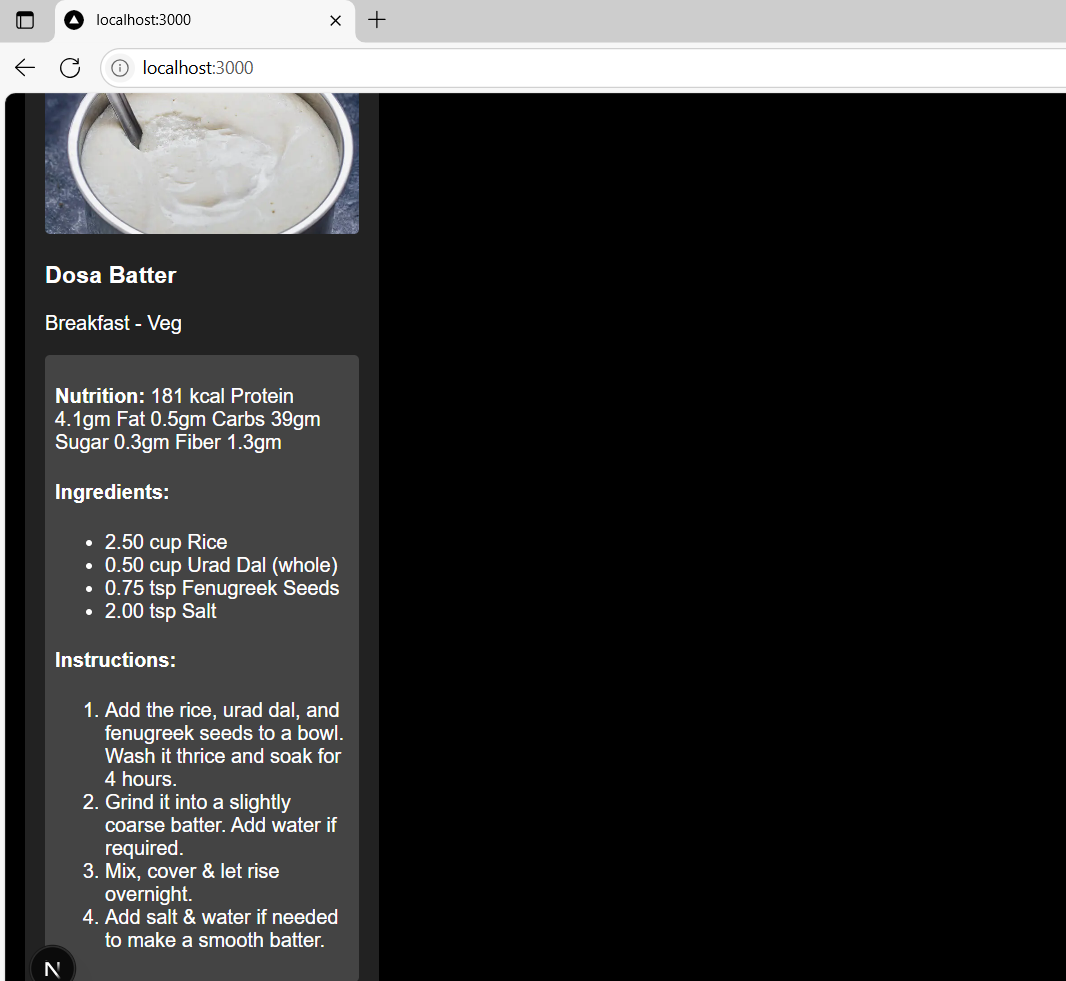 localhost:3000
localhost:3000
Dosa Batter
Breakfast - Veg
Nutrition: 181 kcal Protein
4.1gm Fat 0.5gm Carbs 39gm
Sugar 0.3gm Fiber 1.3gm
Ingredients:
• 2.50 cup Rice
• 0.50 cup Urad Dal (whole)
• 0.75 tsp Fenugreek Seeds
• 2.00 tsp Salt
Instructions:
1. Add the rice, urad dal, and
fenugreek seeds to a bowl.
Wash it thrice and soak for
4 hours.
2. Grind it into a slightly
coarse batter. Add water if
required.
3. Mix, cover & let rise
overnight.
4. Add salt & water if needed
to make a smooth batter.
N